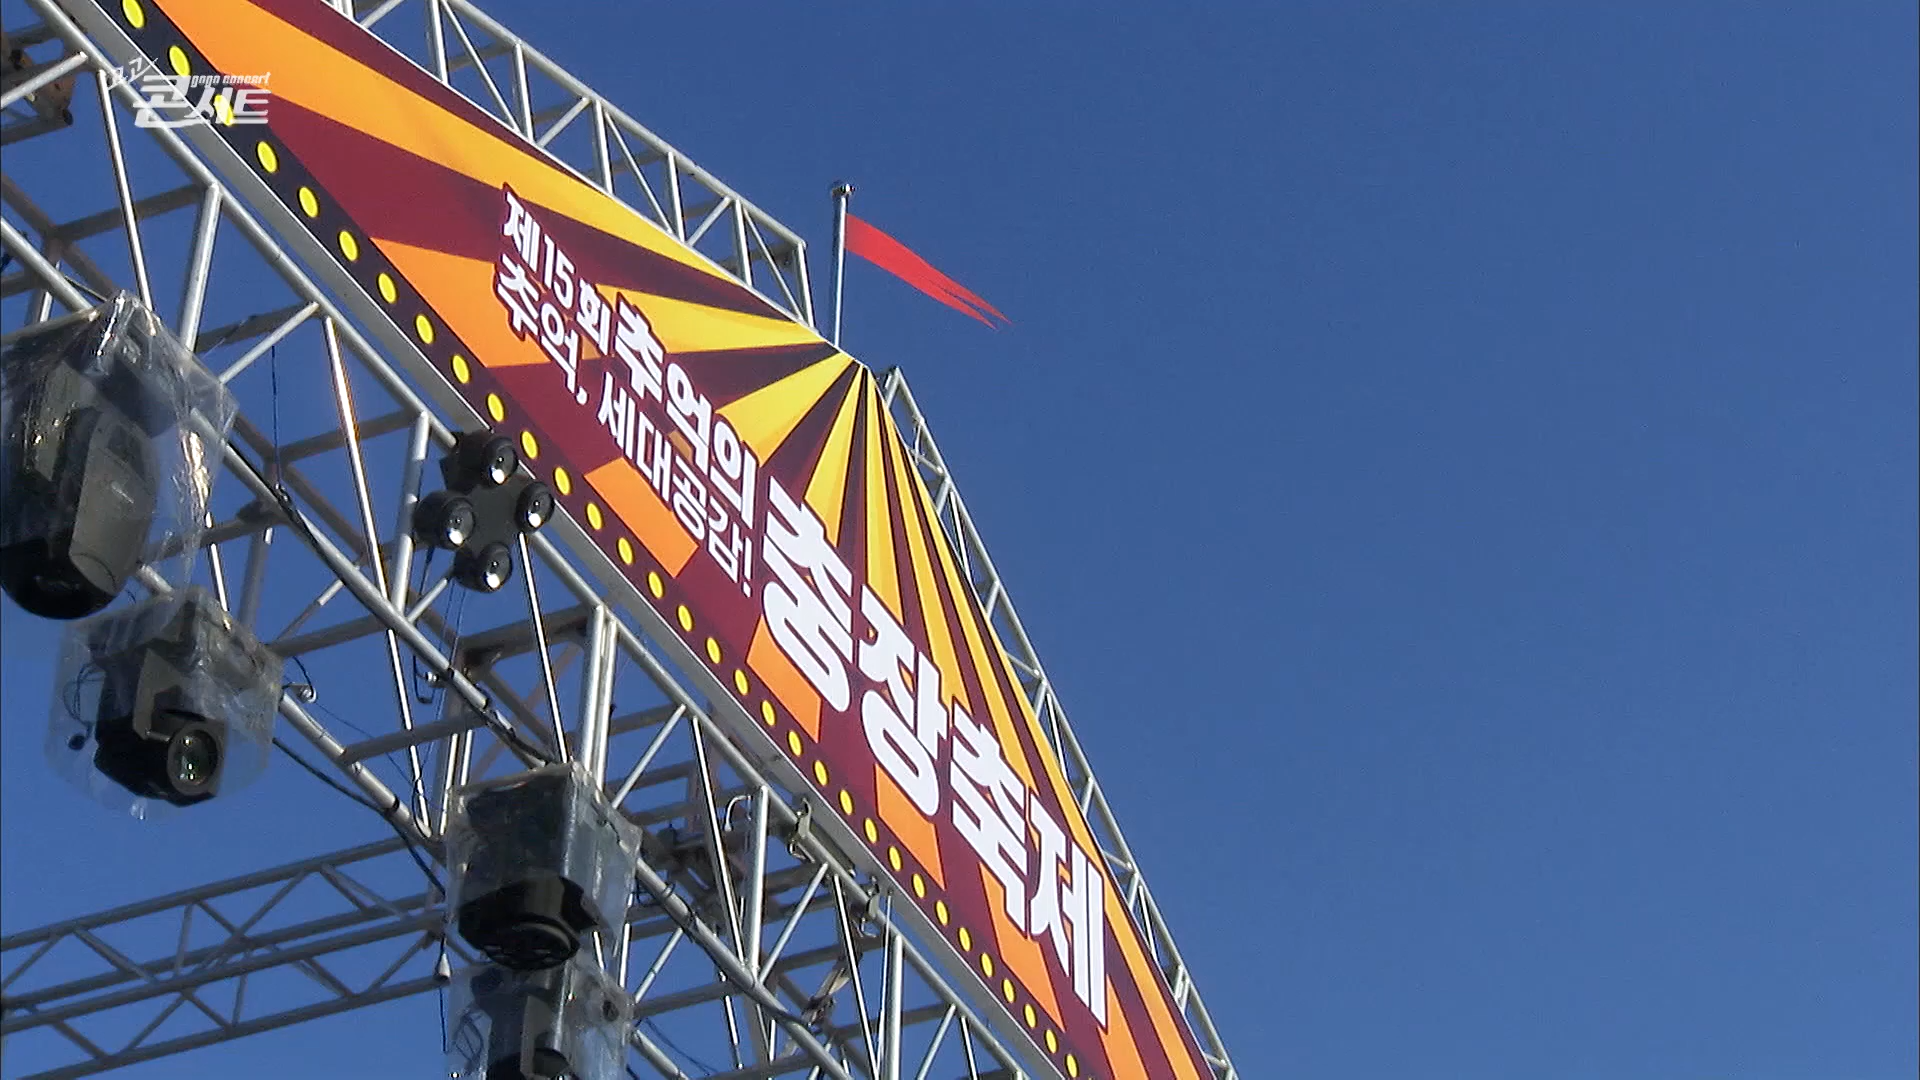 고고
gogo concert
콘서트
제15회 추억의 충장축제
추억, 세대공감!